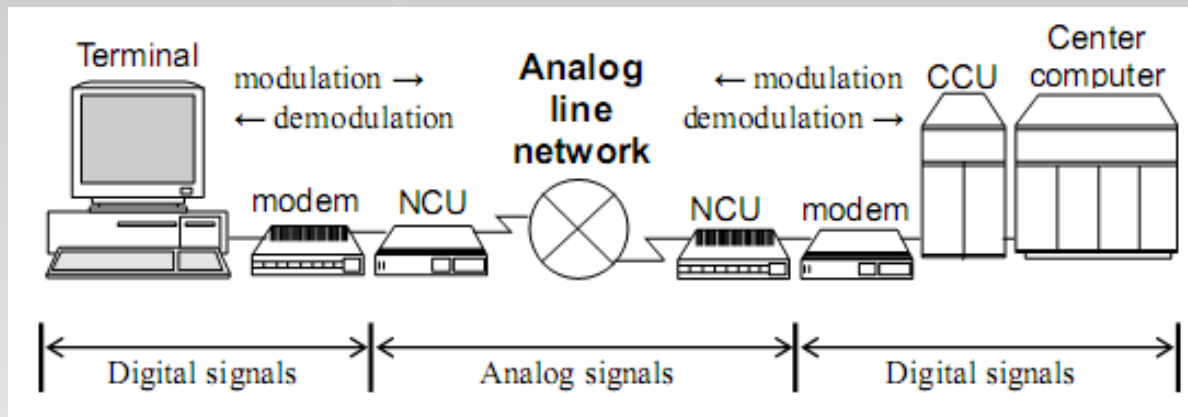 Terminal
modulation →
← demodulation
Analog
line
network
← modulation
demodulation →
CCU
Center
computer
modem
NCU
NCU
modem
Digital signals
Analog signals
Digital signals